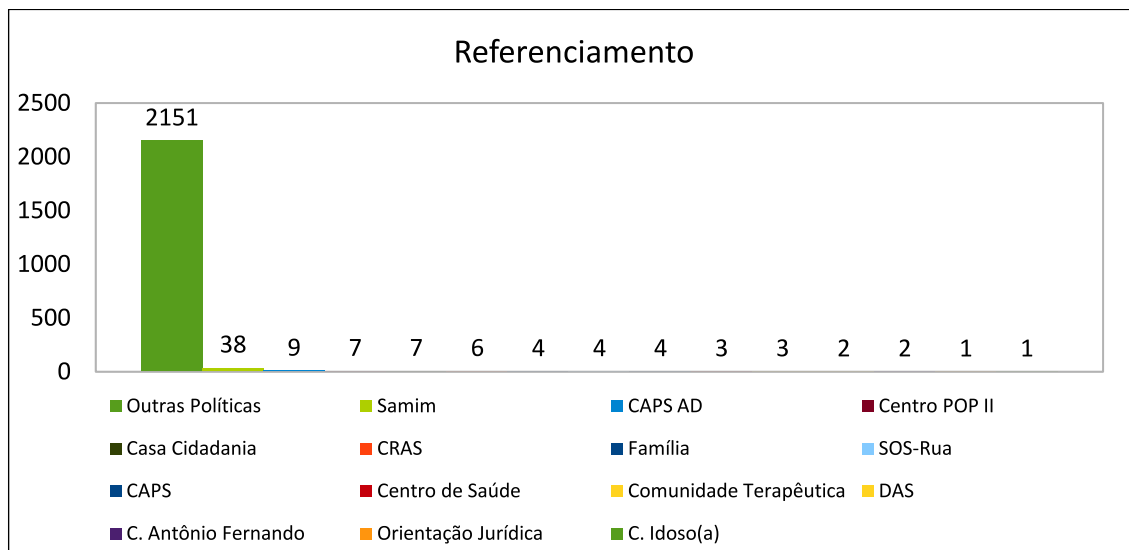 Referenciamento
2500
2000
1500
1000
500
0
2151
38
9
7
7
6
4
4
4
3
3
2
2
1
1
Outras Políticas
Samim
CAPS AD
Centro POP II
Casa Cidadania
CRAS
Família
SOS-Rua
CAPS
Centro de Saúde
Comunidade Terapêutica
DAS
C. Antônio Fernando
Orientação Jurídica
C. Idoso(a)